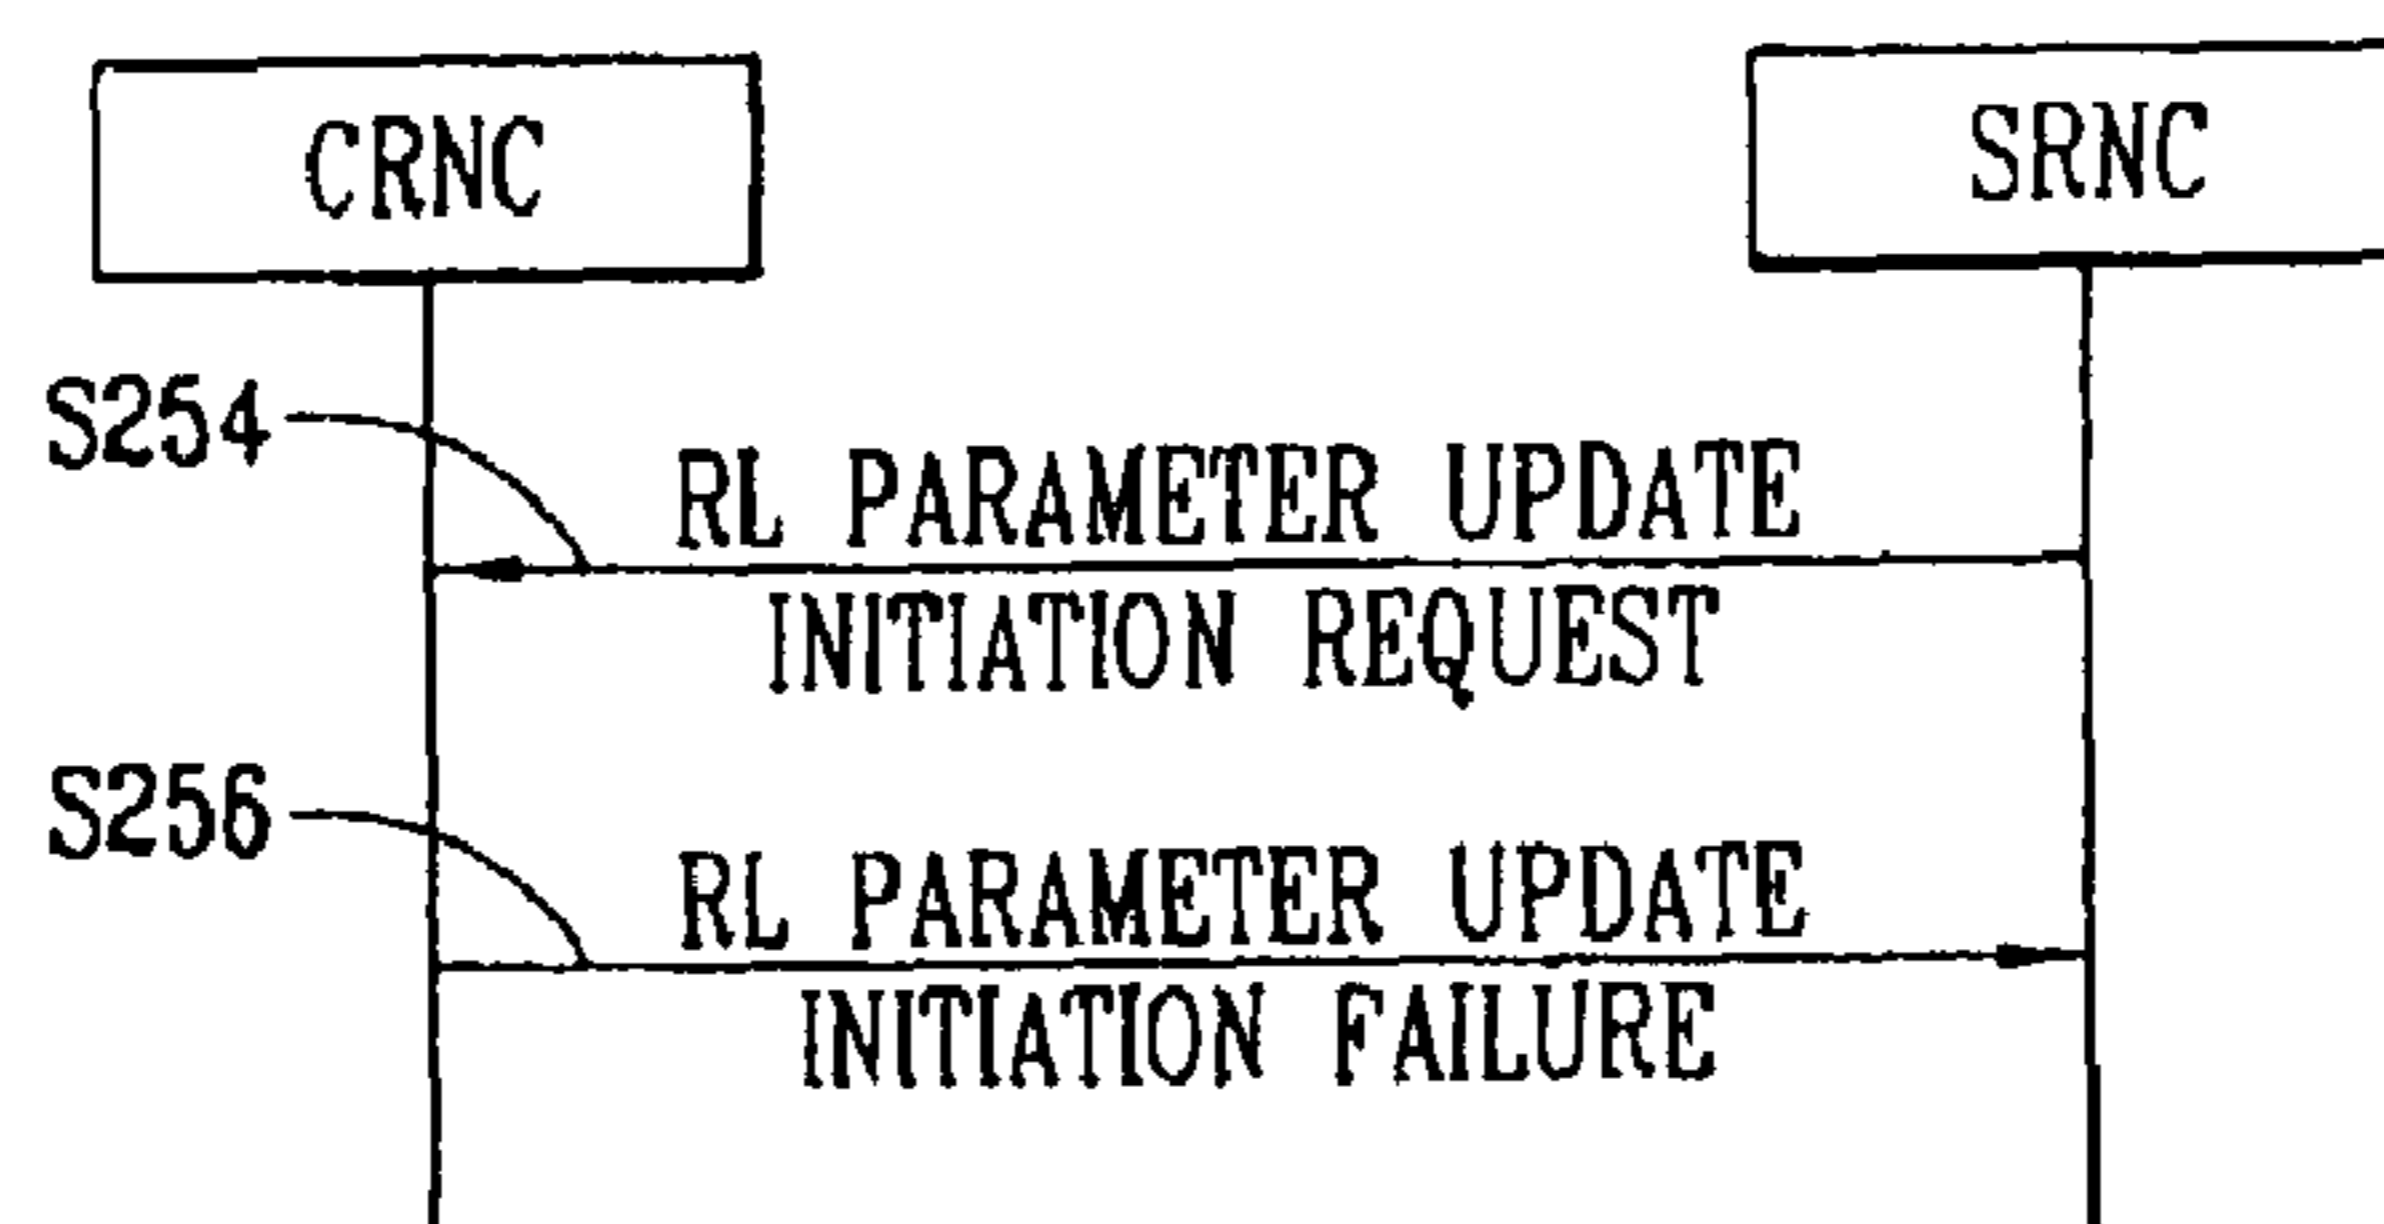 CRNC
SRNC
S254
RL PARAMETER UPDATE
INITIATION REQUEST
S256
RL PARAMETER UPDATE
INITIATION FAILURE